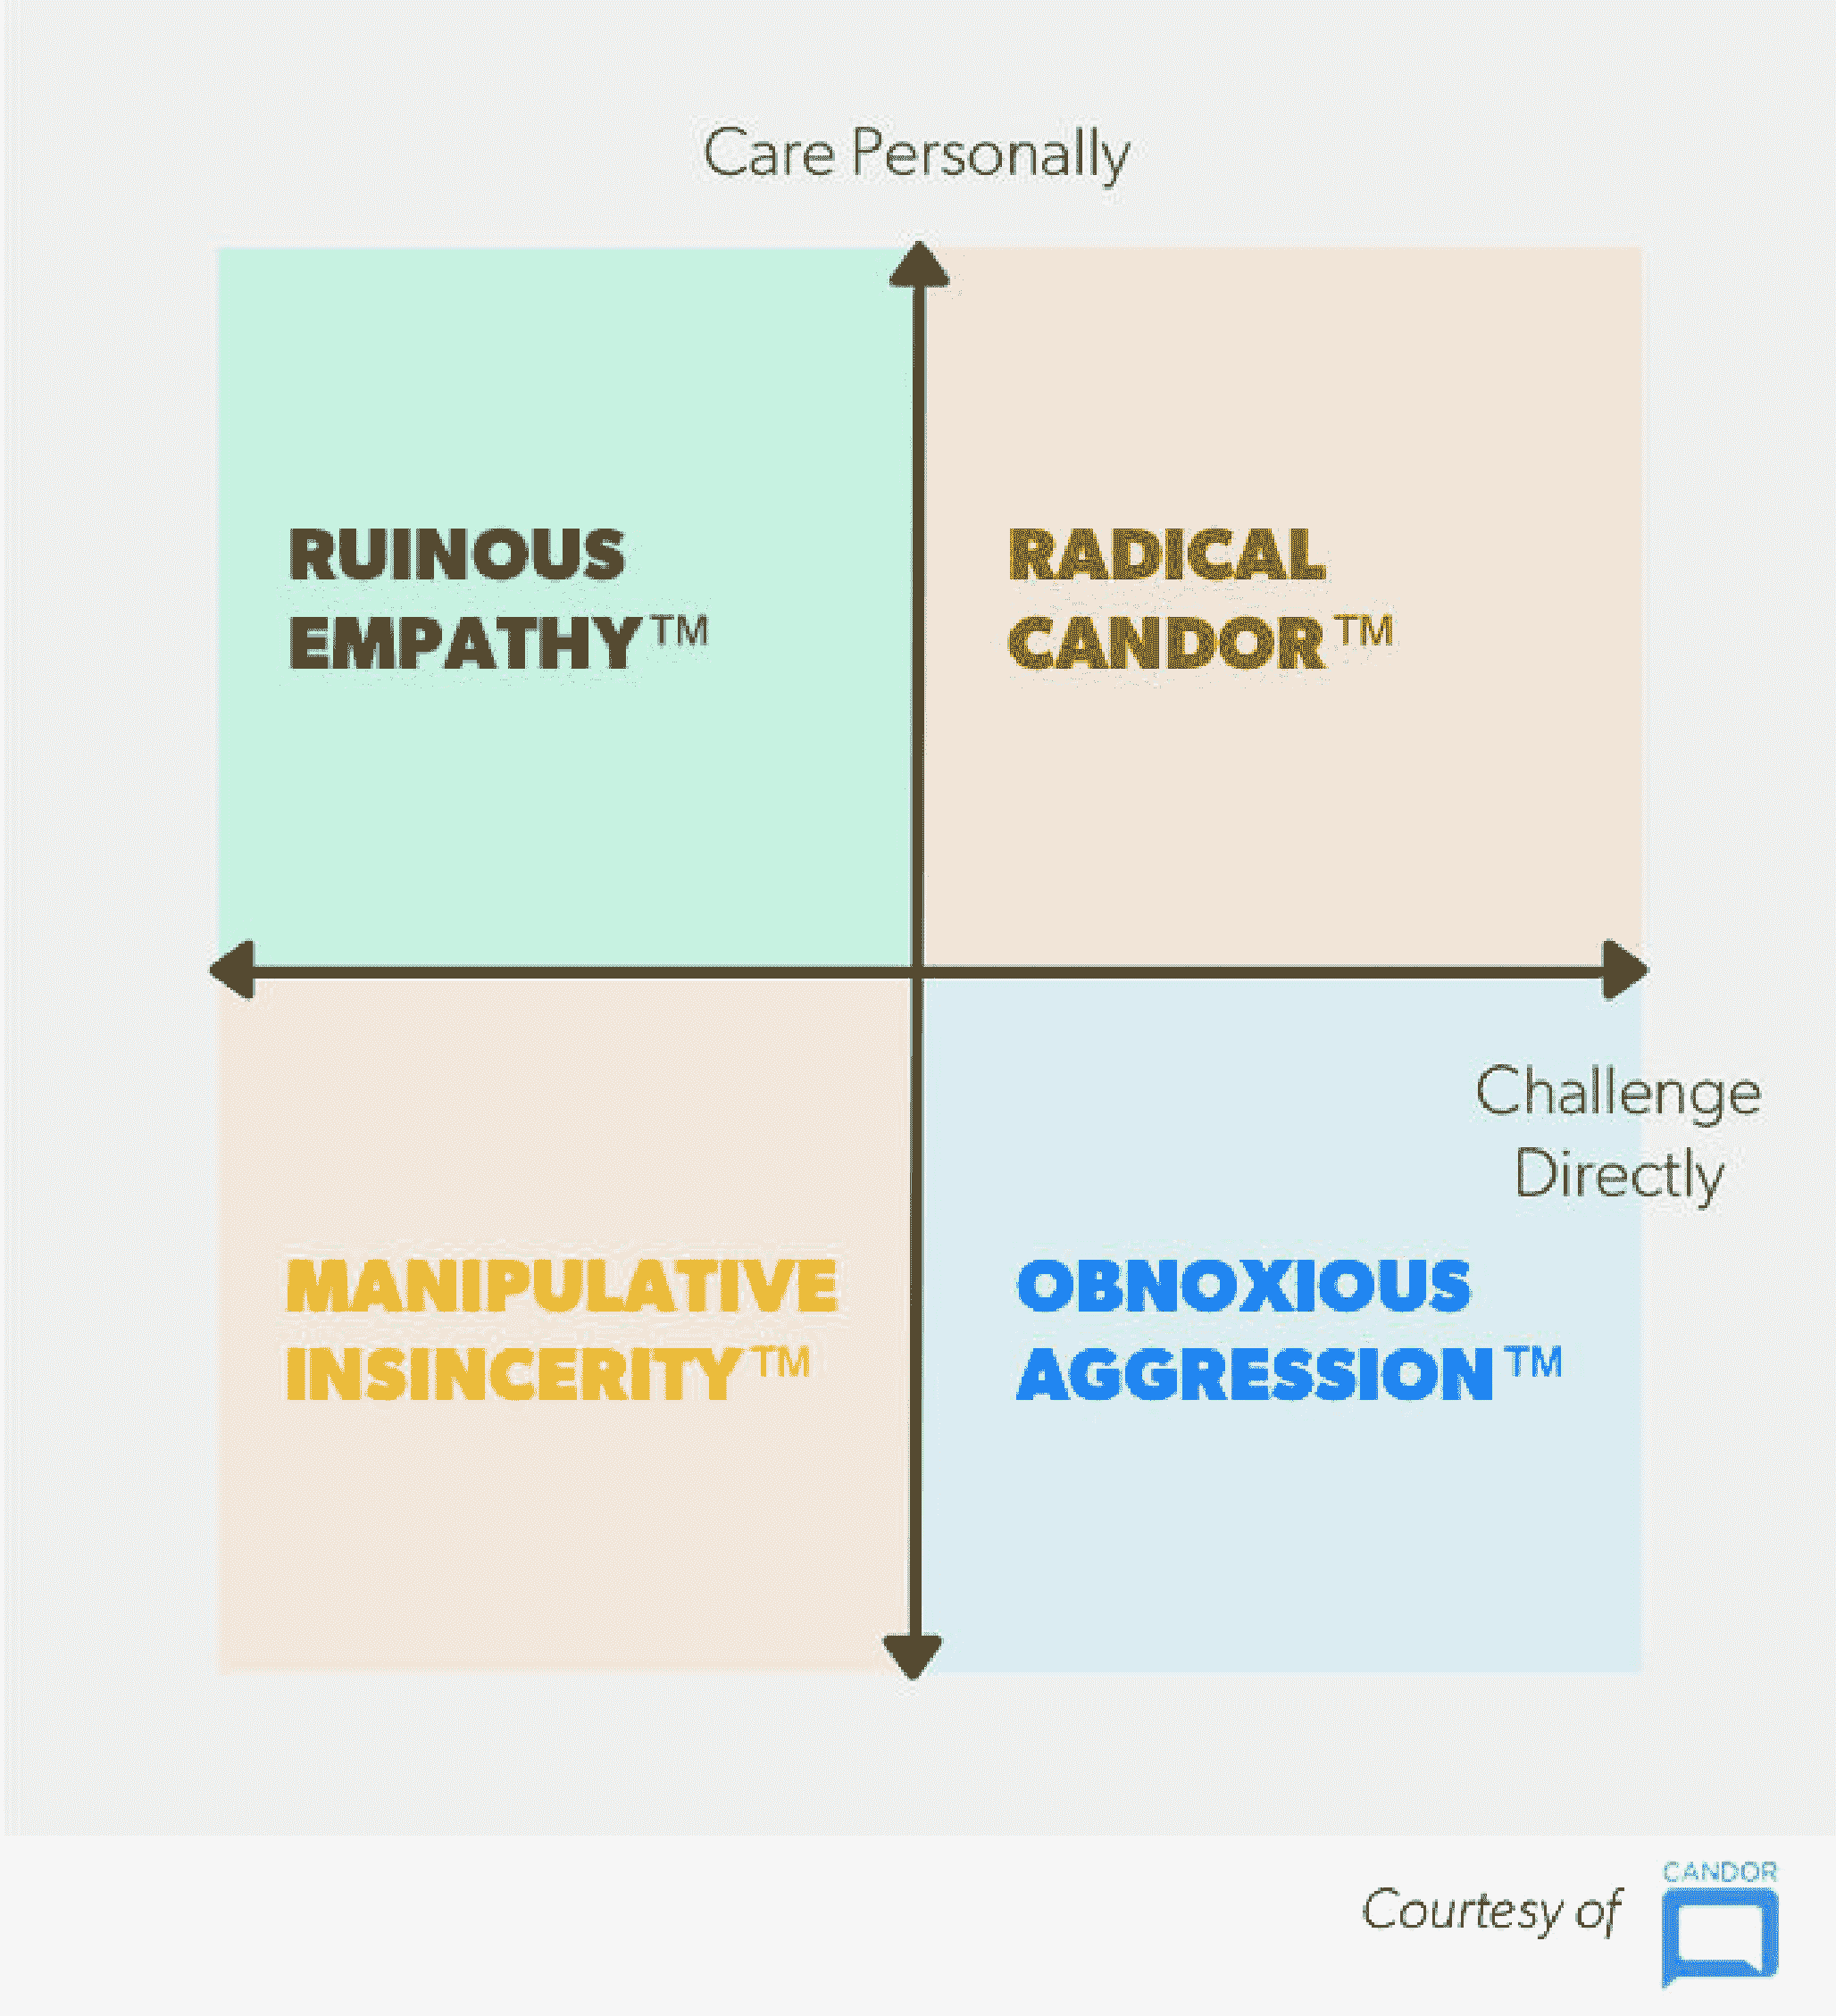 Care Personally
RUINOUS
EMPATHY™
RADICAL
CANDOR™
Challenge
Directly
MANIPULATIVE
INSINCERITY™
OBNOXIOUS
AGGRESSION™
Courtesy of
CANDOR